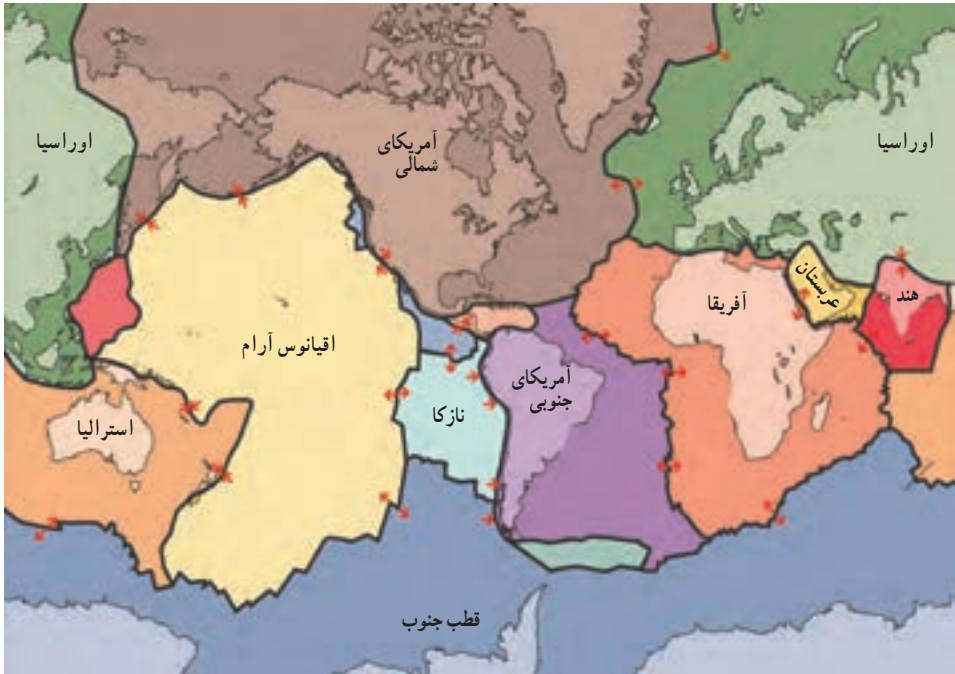 اوراسیا
آمریکای
شمالی
اوراسیا
عربستان
هند
آفریقا
اقیانوس آرام
آمریکای
جنوبی
نازکا
استرالیا
قطب جنوب